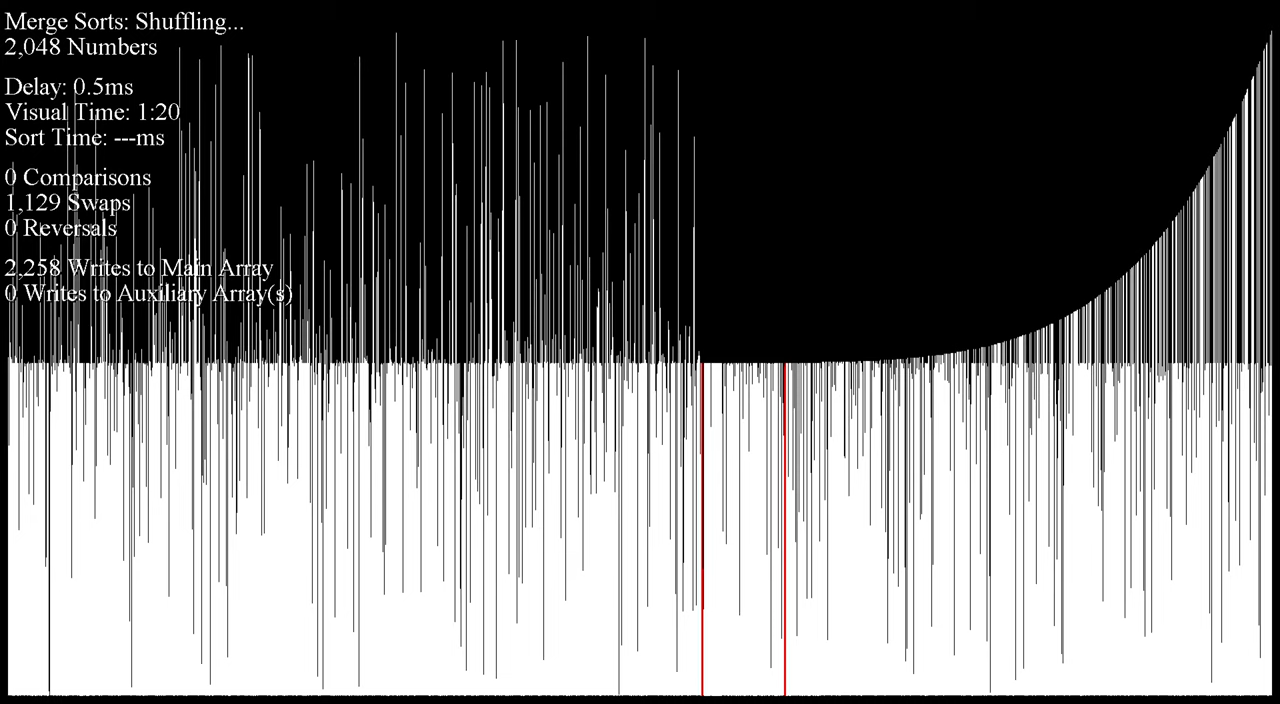 Merge Sorts: Shuffling...
2,048 Numbers
Delay: 0.5ms
Visual Time: 1:20
Sort Time: ---ms
0 Comparisons
1,129 Swaps
0 Reversals
2,258 Writes to Main Array
0 Writes to Auxiliary Array(s)